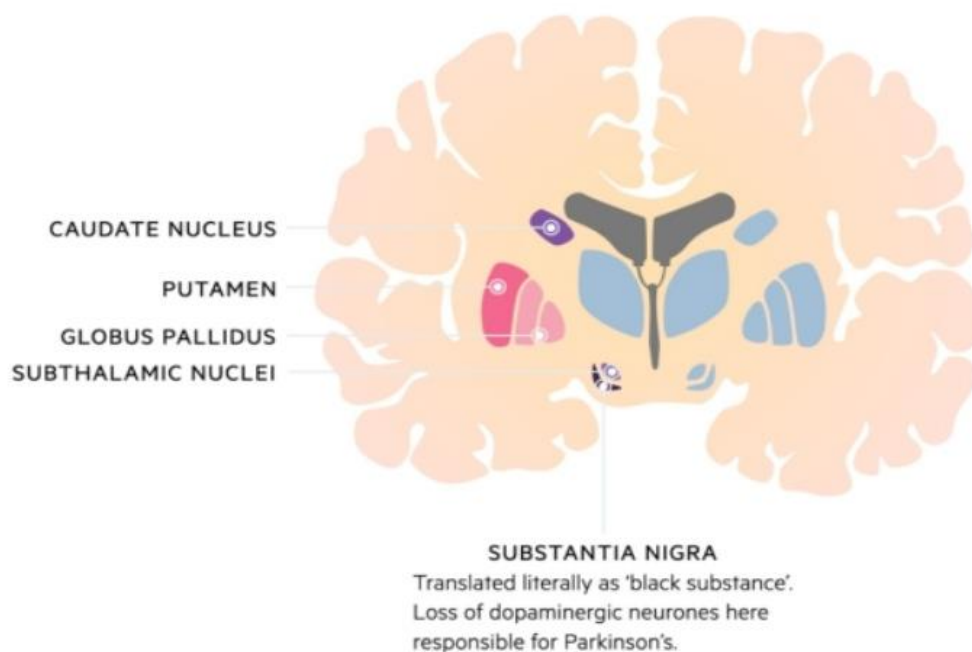 CAUDATE NUCLEUS
PUTAMEN
GLOBUS PALLIDUS
SUBTHALAMIC NUCLEI
SUBSTANTIA NIGRA
Translated literally as ‘black substance’.
Loss of dopaminergic neurones here
responsible for Parkinson’s.